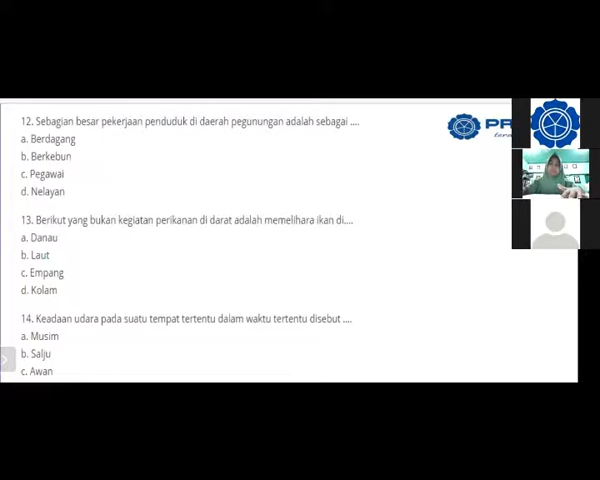 12. Sebagian besar pekerjaan penduduk di daerah pegunungan adalah sebagai ....
a. Berdagang
b. Berkebun
c. Pegawai
d. Nelayan
13. Berikut yang bukan kegiatan perikanan di darat adalah memelihara ikan di....
a. Danau
b. Laut
c. Empang
d. Kolam
14. Keadaan udara pada suatu tempat tertentu dalam waktu tertentu disebut ....
a. Musim
b. Salju
c. Awan